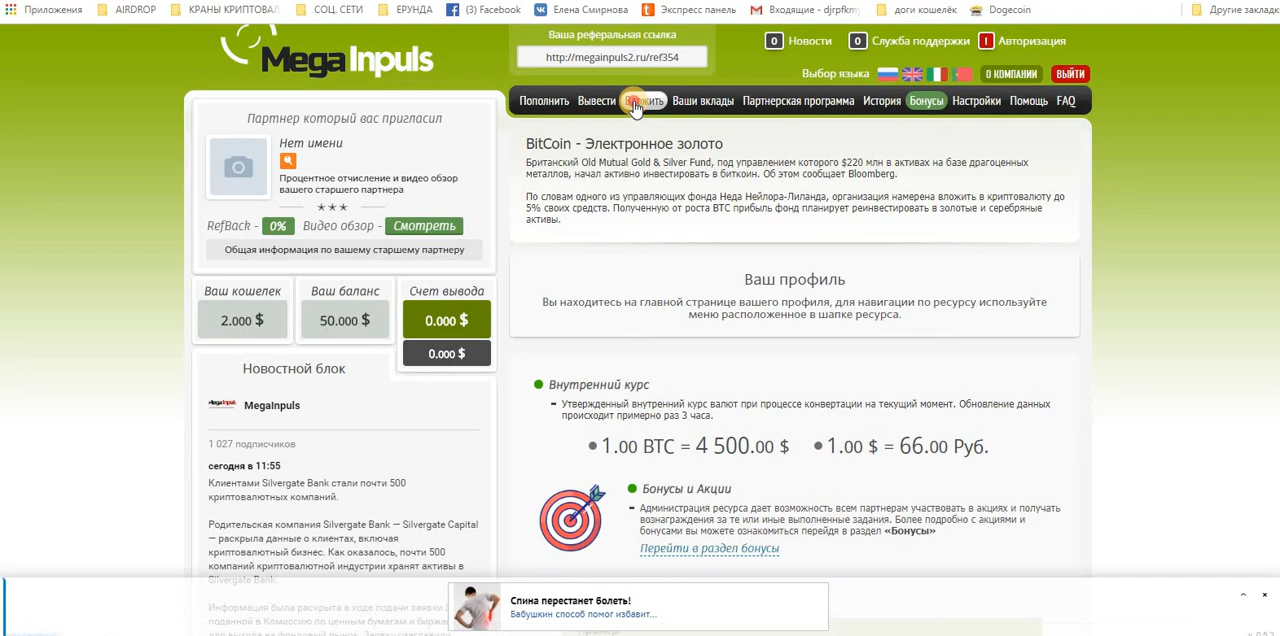 Приложения
AIRDROP
КРАНЫ КРИПТОВАЛ
СОЦ. СЕТИ
ЕРУНДА
(3) Facebook
Елена Смирнова
Экспресс панель
Входящие - djrpfkmy
доги кошелёк
Dogecoin
Другие закладк
MegaInpuls
Ваша реферальная ссылка
http://megainpuls2.ru/ref354
0 Новости
0 Служба поддержки
I Авторизация
Выбор языка
О КОМПАНИИ
ВЫЙТИ
Пополнить Вывести Ваши вклады Партнерская программа История Бонусы Настройки Помощь FAQ
Партнер который вас пригласил
Нет имени
Процентное отчисление и видео обзор
вашего старшего партнера
RefBack - 0% Видео обзор - Смотреть
Общая информация по вашему старшему партнеру
Ваш кошелек
2.000 $
Ваш баланс
50.000 $
Счет вывода
0.000 $
0.000 $
Новостной блок
MegaInpuls
MegaInpuls
1 027 подписчиков
сегодня в 11:55
Клиентами Silvergate Bank стали почти 500
криптовалютных компаний.
Родительская компания Silvergate Bank — Silvergate Capital
— раскрыла данные о клиентах, включая
криптовалютный бизнес. Как оказалось, почти 500
компаний криптовалютной индустрии хранят активы в
Silvergate Bank.
Информация была раскрыта в ходе подачи заявки
поданной в Комиссию по ценным бумагам и бирж
BitCoin - Электронное золото
Британский Old Mutual Gold & Silver Fund, под управлением которого $220 млн в активах на базе драгоценных
металлов, начал активно инвестировать в биткоин. Об этом сообщает Bloomberg.
По словам одного из управляющих фонда Неда Нейлора-Лиланда, организация намерена вложить в криптовалюту до
5% своих средств. Полученную от роста BTC прибыль фонд планирует реинвестировать в золотые и серебряные
активы.
Ваш профиль
Вы находитесь на главной странице вашего профиля, для навигации по ресурсу используйте
меню расположенное в шапке ресурса.
Внутренний курс
Утвержденный внутренний курс валют при процессе конвертации на текущий момент. Обновление данных
происходит примерно раз 3 часа.
1.00 BTC = 4 500.00 $ 1.00 $ = 66.00 Руб.
Бонусы и Акции
Администрация ресурса дает возможность всем партнерам участвовать в акциях и получать
вознаграждения за те или иные выполненные задания. Более подробно с акциями и
бонусами вы можете ознакомиться перейдя в раздел «Бонусы»
Перейти в раздел бонусы
Спина перестанет болеть!
Бабушкин способ помог избавит...